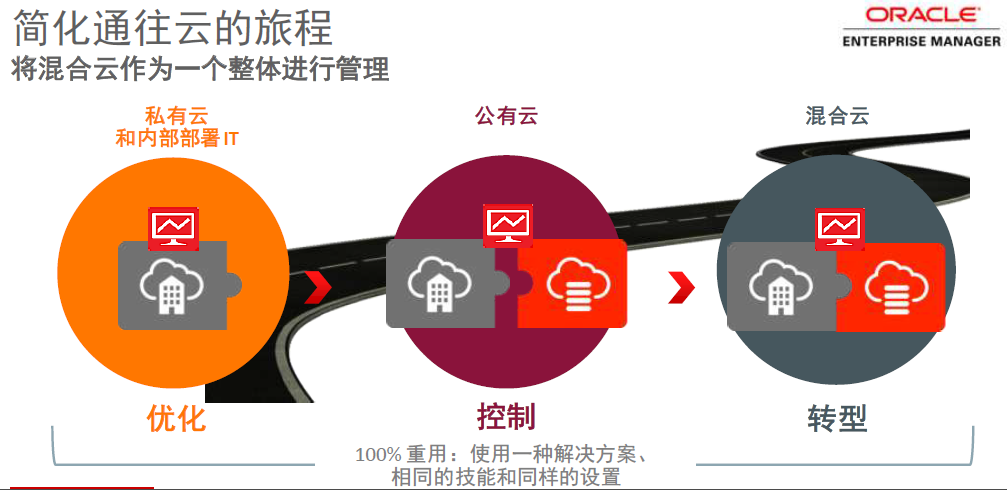 简化通往云的旅程
将混合云作为一个整体进行管理
ORACLE
ENTERPRISE MANAGER
私有云
和内部部署IT
公有云
混合云
优化
控制
转型
100% 重用：使用一种解决方案、
相同的技能和同样的设置